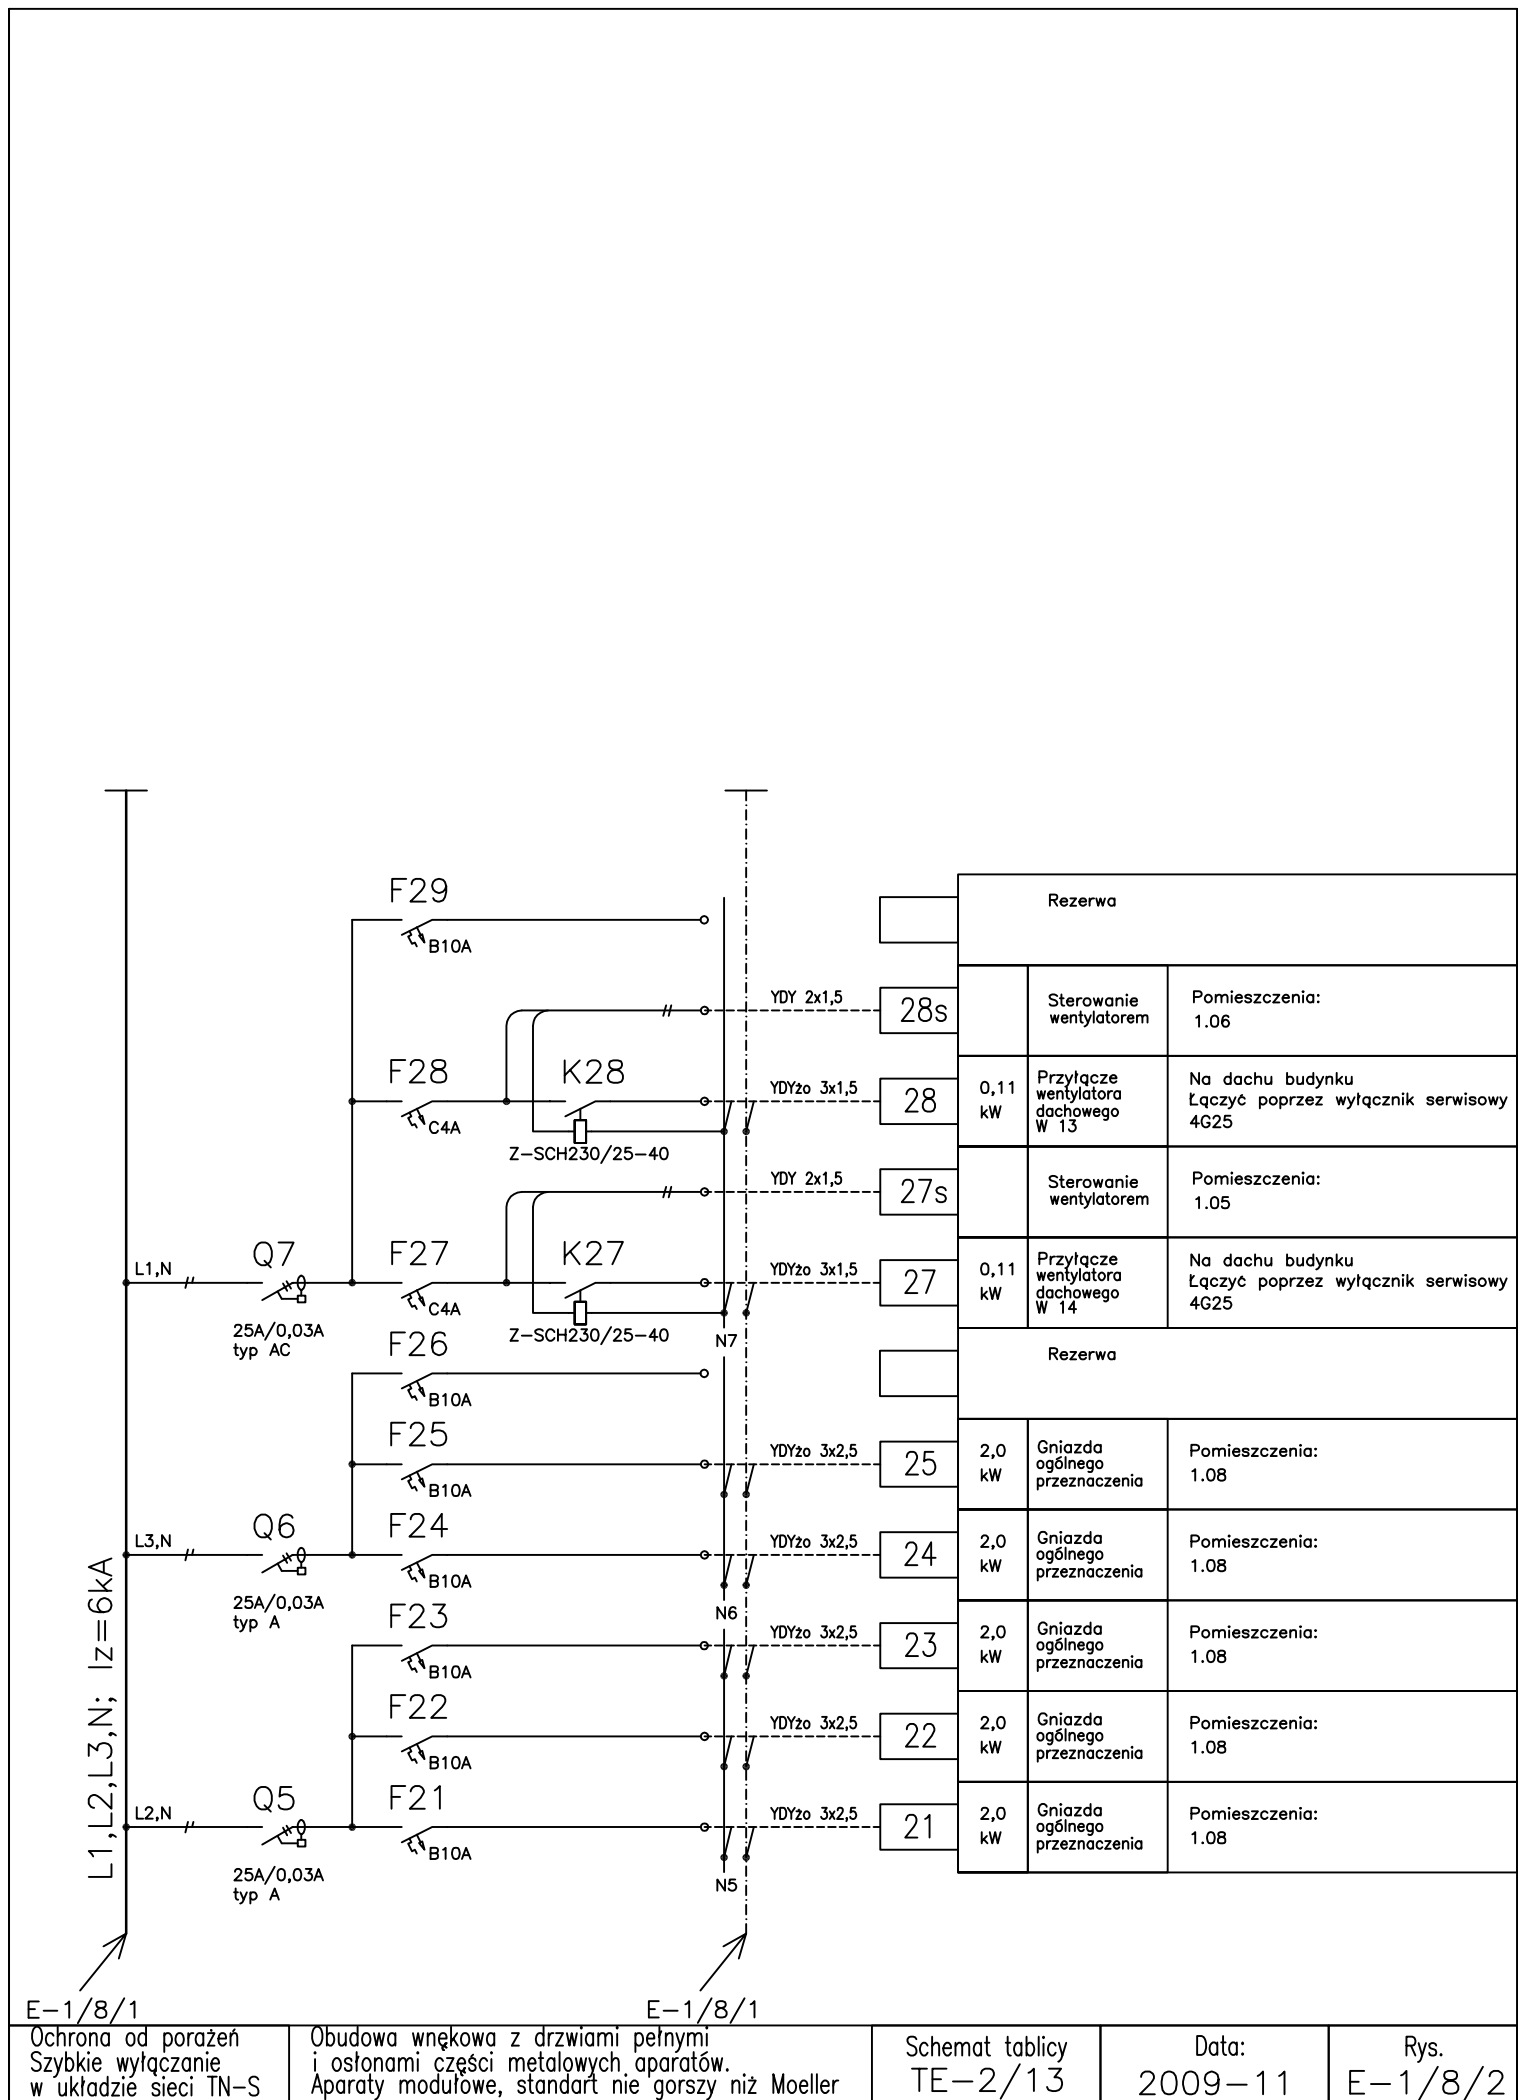 F29
B10A
Rezerwa
YDY 2x1,5
28s
Sterowanie
wentylatorem
Pomieszczenia:
1.06
F28
C4A
K28
Z-SCH230/25-40
YDYżo 3x1,5
28
0,11
kW
Przyłącze
wentylatora
dachowego
W 13
Na dachu budynku
Łączyć poprzez wyłącznik serwisowy
4G25
YDY 2x1,5
27s
Sterowanie
wentylatorem
Pomieszczenia:
1.05
L1,N
Q7
25A/0,03A
typ AC
F27
C4A
K27
Z-SCH230/25-40
N7
YDYżo 3x1,5
27
0,11
kW
Przyłącze
wentylatora
dachowego
W 14
Na dachu budynku
Łączyć poprzez wyłącznik serwisowy
4G25
F26
B10A
Rezerwa
F25
B10A
YDYżo 3x2,5
25
2,0
kW
Gniazda
ogólnego
przeznaczenia
Pomieszczenia:
1.08
L3,N
Q6
25A/0,03A
typ A
F24
B10A
N6
YDYżo 3x2,5
24
2,0
kW
Gniazda
ogólnego
przeznaczenia
Pomieszczenia:
1.08
F23
B10A
YDYżo 3x2,5
23
2,0
kW
Gniazda
ogólnego
przeznaczenia
Pomieszczenia:
1.08
F22
B10A
YDYżo 3x2,5
22
2,0
kW
Gniazda
ogólnego
przeznaczenia
Pomieszczenia:
1.08
L1,L2,L3,N; Iz=6kA
L2,N
Q5
25A/0,03A
typ A
F21
B10A
N5
YDYżo 3x2,5
21
2,0
kW
Gniazda
ogólnego
przeznaczenia
Pomieszczenia:
1.08
E-1/8/1
E-1/8/1
Ochrona od porażeń
Szybkie wyłączanie
w układzie sieci TN-S
Obudowa wnękowa z drzwiami pełnymi
i osłonami części metalowych aparatów.
Aparaty modułowe, standart nie gorszy niż Moeller
Schemat tablicy
TE-2/13
Data:
2009-11
Rys.
E-1/8/2